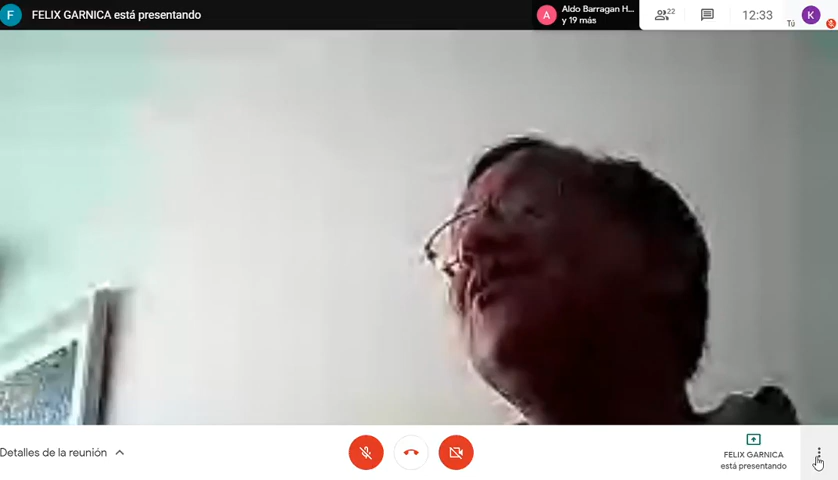 F FELIX GARNICA está presentando
A Aldo Barragan H...
y 19 más
22
12:33
Tú
K
Detalles de la reunión
FELIX GARNICA
está presentando